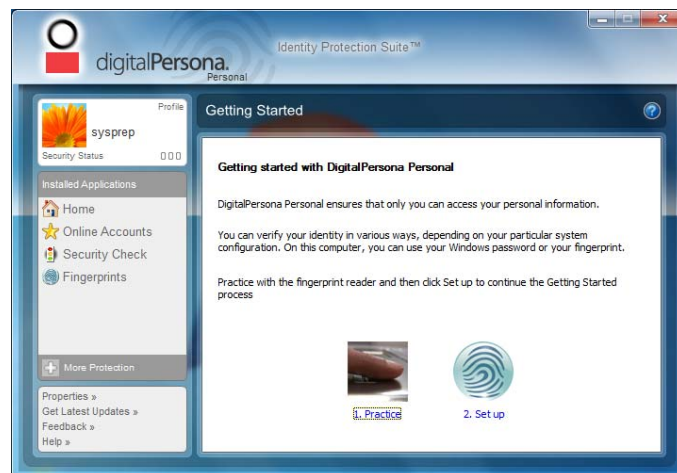 digitalPersona.
Personal
Identity Protection Suite™
Profile
sysprep
Security Status
Installed Applications
Home
Online Accounts
Security Check
Fingerprints
More Protection
Properties »
Get Latest Updates »
Feedback »
Help »
Getting Started
?
Getting started with DigitalPersona Personal
DigitalPersona Personal ensures that only you can access your personal information.
You can verify your identity in various ways, depending on your particular system
configuration. On this computer, you can use your Windows password or your fingerprint.
Practice with the fingerprint reader and then click Set up to continue the Getting Started
process
1. Practice
2. Set up